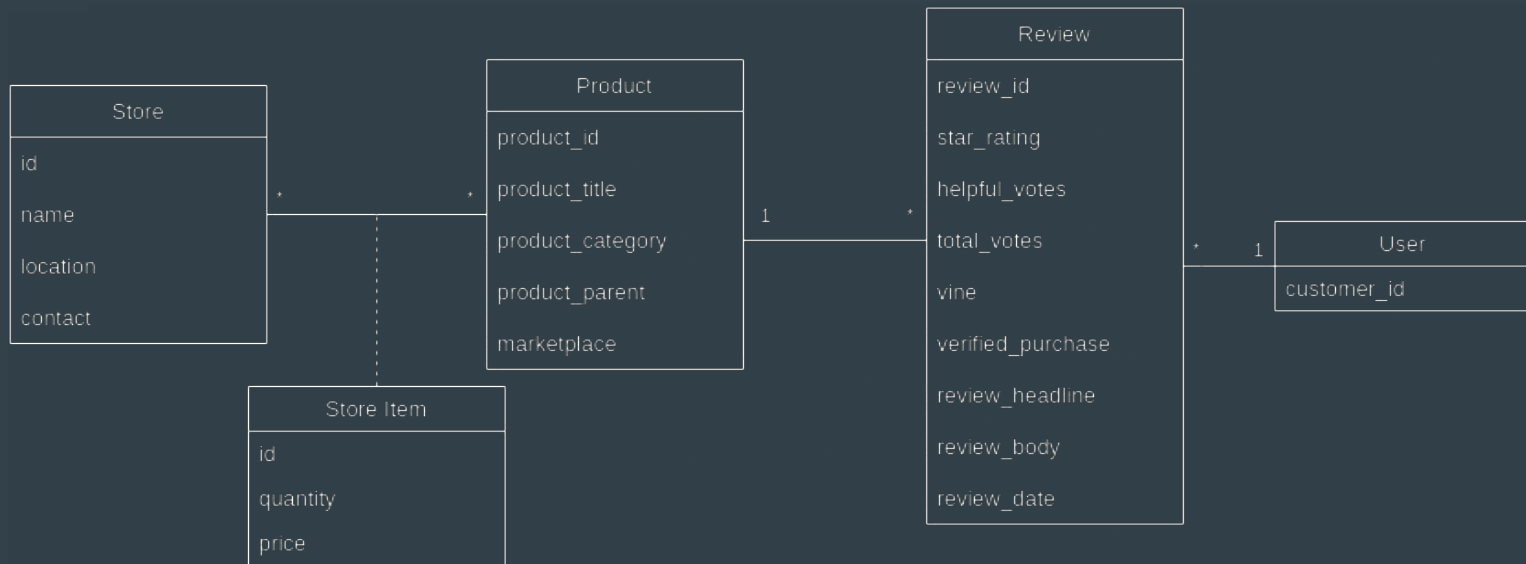 Store
id
name
location
contact
*
*
Store Item
id
quantity
price
Product
product_id
product_title
product_category
product_parent
marketplace
1
*
Review
review_id
star_rating
helpful_votes
total_votes
vine
verified_purchase
review_headline
review_body
review_date
*
1
User
customer_id